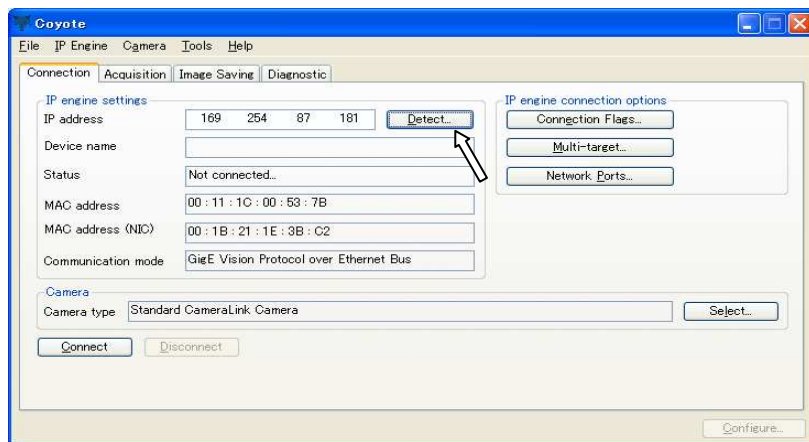 Coyote
File IP Engine Camera Tools Help
Connection Acquisition Image Saving Diagnostic
IP engine settings
IP address 169 254 87 181 Detect...
Device name
Status Not connected...
MAC address 00 : 11 : 1C : 00 : 53 : 7B
MAC address (NIC) 00 : 1B : 21 : 1E : 3B : C2
Communication mode GigE Vision Protocol over Ethernet Bus
IP engine connection options
Connection Flags...
Multi-target...
Network Ports...
Camera
Camera type Standard CameraLink Camera Select...
Connect Disconnect
Configure...